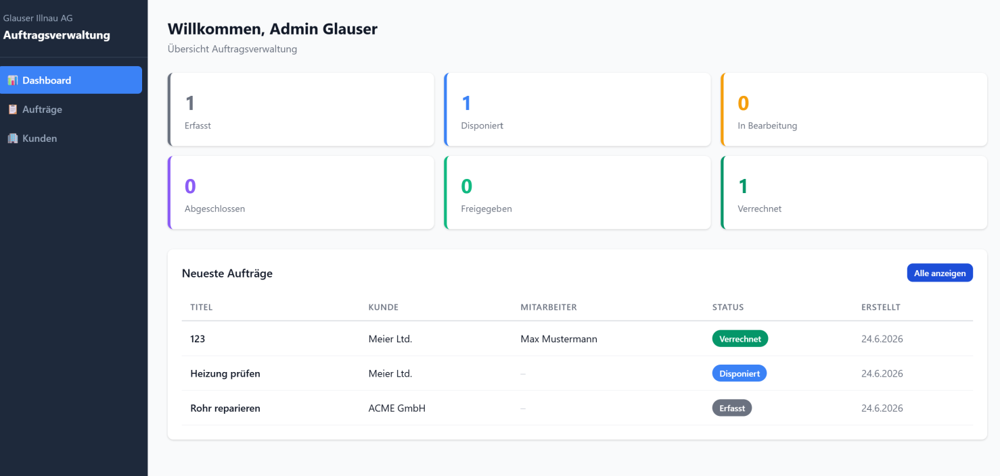 Glauser Illnau AG
Auftragsverwaltung
Dashboard
Aufträge
Kunden
Willkommen, Admin Glauser
Übersicht Auftragsverwaltung
1
Erfasst
1
Disponiert
0
In Bearbeitung
0
Abgeschlossen
0
Freigegeben
1
Verrechnet
Neueste Aufträge
Alle anzeigen
TITEL KUNDE MITARBEITER STATUS ERSTELLT
123 Meier Ltd. Max Mustermann Verrechnet 24.6.2026
Heizung prüfen Meier Ltd. – Disponiert 24.6.2026
Rohr reparieren ACME GmbH – Erfasst 24.6.2026